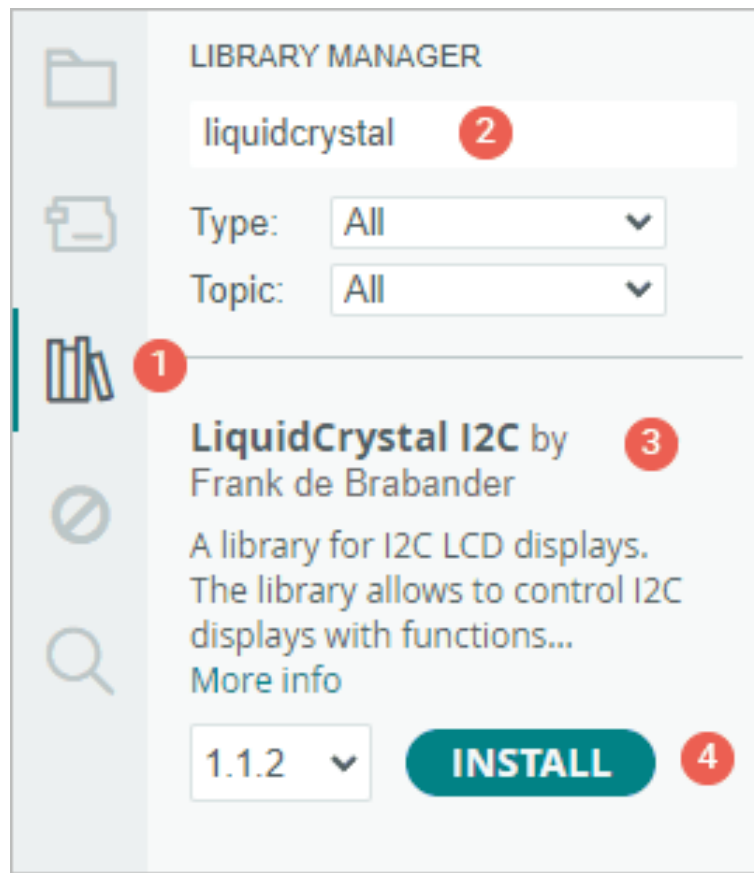 LIBRARY MANAGER
liquidcrystal 2
Type: All
Topic: All
1
LiquidCrystal I2C by 3
Frank de Brabander
A library for I2C LCD displays.
The library allows to control I2C
displays with functions...
More info
1.1.2 INSTALL 4